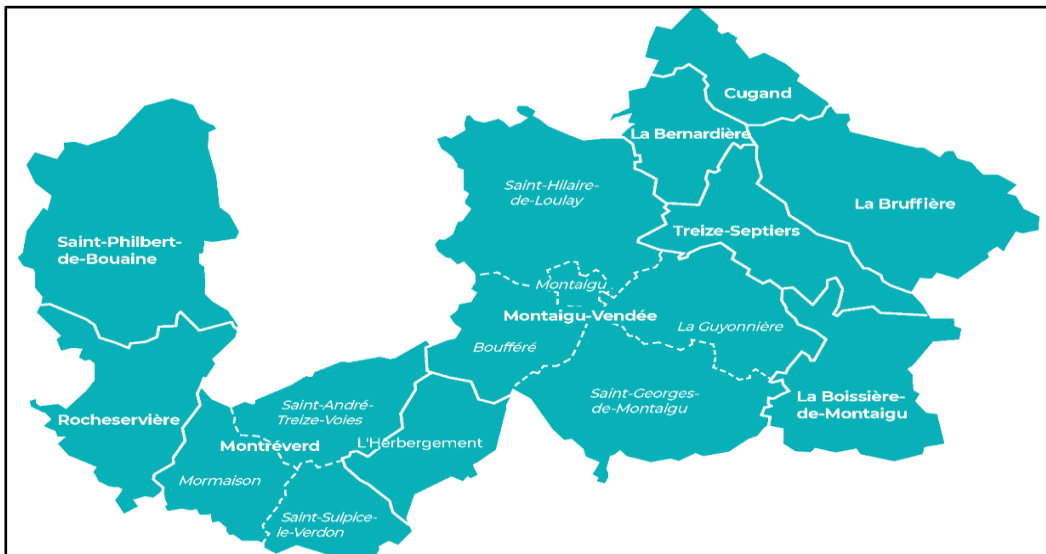 Cugand
La Bernardière
Saint-Hilaire-
de-Loulay
La Bruffière
Treize-Septiers
Saint-Philbert-
de-Bouaine
Montaigu
Montaigu-Vendée
La Guyonnière
Boufféré
Saint-Georges-
de-Montaigu
La Boissière-
de-Montaigu
Rocheservière
Saint-André-
Treize-Voies
L'Herbergement
Montréverd
Mormaison
Saint-Sulpice-
le-Verdon